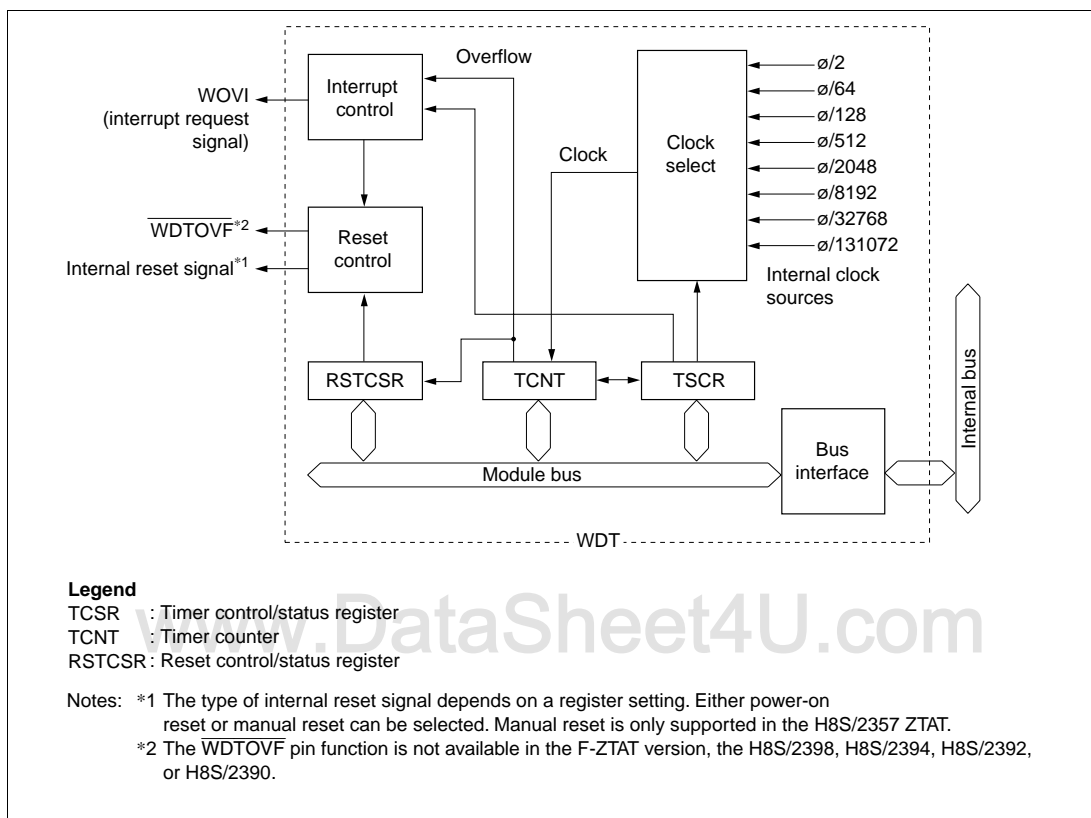 Overflow
Interrupt
control
WOVI
(interrupt request
signal)
WDTOVF*2
Internal reset signal*1
Reset
control
Clock
Clock
select
ø/2
ø/64
ø/128
ø/512
ø/2048
ø/8192
ø/32768
ø/131072
Internal clock
sources
RSTCSR
TCNT
TSCR
Module bus
Bus
interface
Internal bus
WDT
Legend
TCSR : Timer control/status register
TCNT : Timer counter
RSTCSR : Reset control/status register
www.DataSheet4U.com
Notes: *1 The type of internal reset signal depends on a register setting. Either power-on
reset or manual reset can be selected. Manual reset is only supported in the H8S/2357 ZTAT.
*2 The WDTOVF pin function is not available in the F-ZTAT version, the H8S/2398, H8S/2394, H8S/2392,
or H8S/2390.